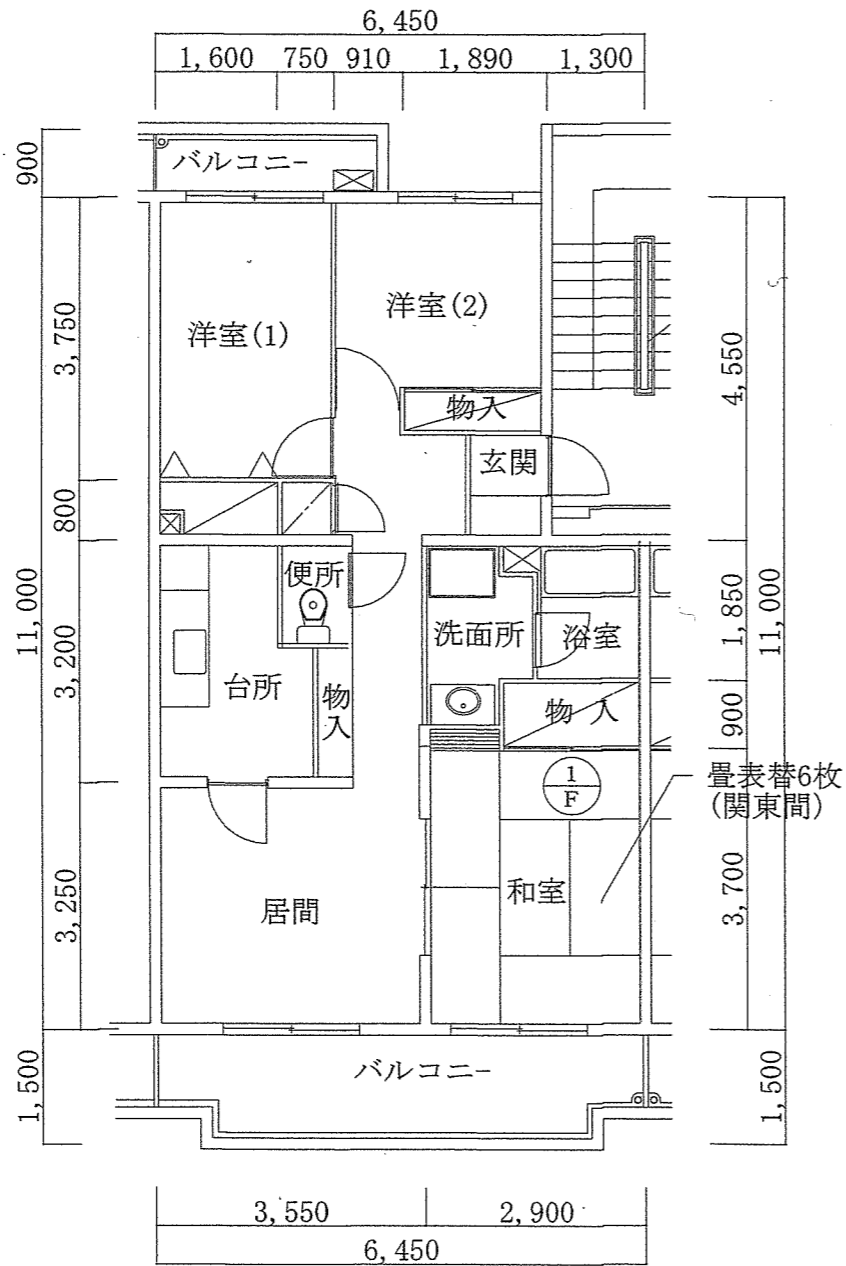 6,450
1,600 750 910 1,890 1,300
900
バルコニー
洋室(1)
洋室(2)
3,750
4,550
物入
玄関
800
11,000
便所
洗面所
浴室
1,850
11,000
3,200
台所
物入
物入
900
1
F
畳表替6枚
(関東間)
和室
3,700
3,250
居間
1,500
バルコニー
1,500
3,550 2,900
6,450